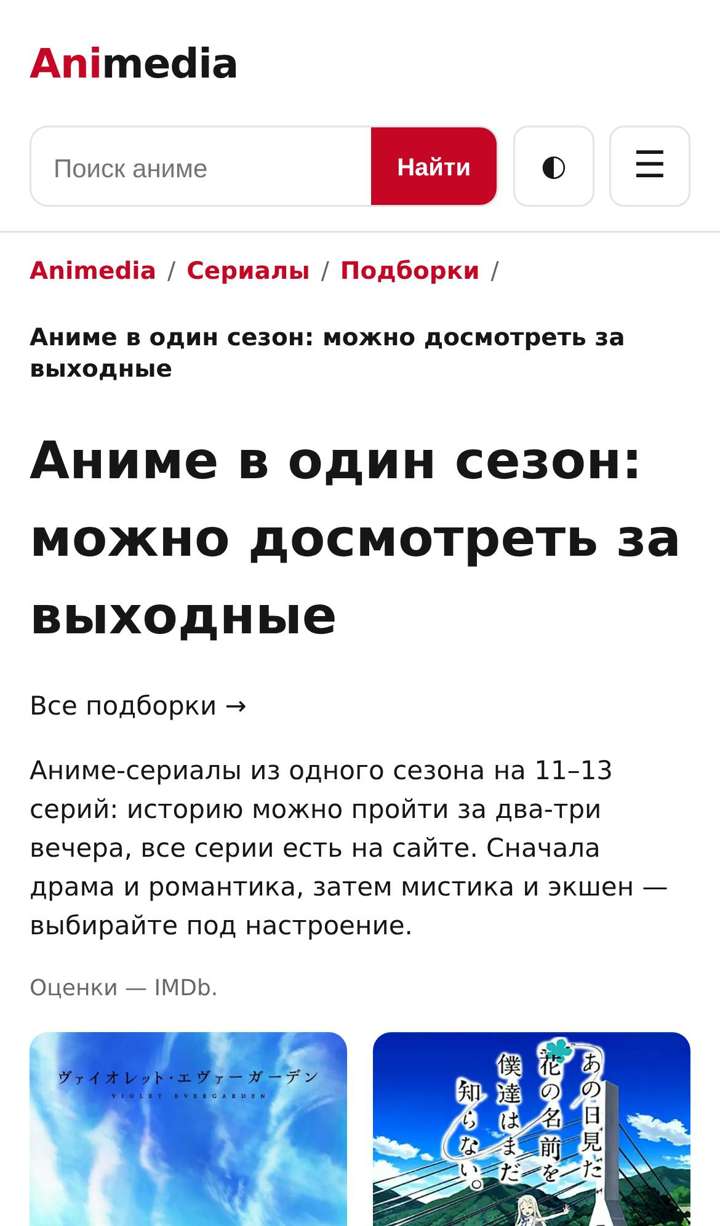 Animedia
Поиск аниме
Найти
Animedia / Сериалы / Подборки /
Аниме в один сезон: можно досмотреть за
выходные
Аниме в один сезон:
можно досмотреть за
выходные
Все подборки →
Аниме-сериалы из одного сезона на 11–13
серий: историю можно пройти за два-три
вечера, все серии есть на сайте. Сначала
драма и романтика, затем мистика и экшен —
выбирайте под настроение.
Оценки — IMDb.
ヴァイオレット・エヴァーガーデン
VIOLET EVERGARDEN
あの日見た
花の名前を
僕達はまだ
知らない。